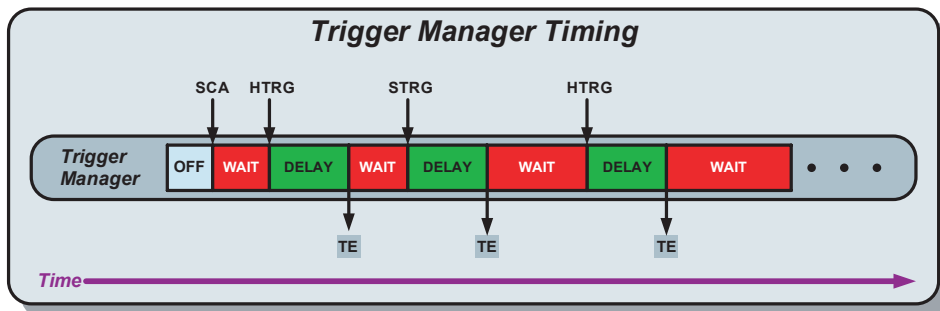 Trigger Manager Timing
SCA HTRG STRG HTRG
Trigger
Manager
OFF WAIT DELAY WAIT DELAY WAIT DELAY WAIT • • •
TE TE TE
Time